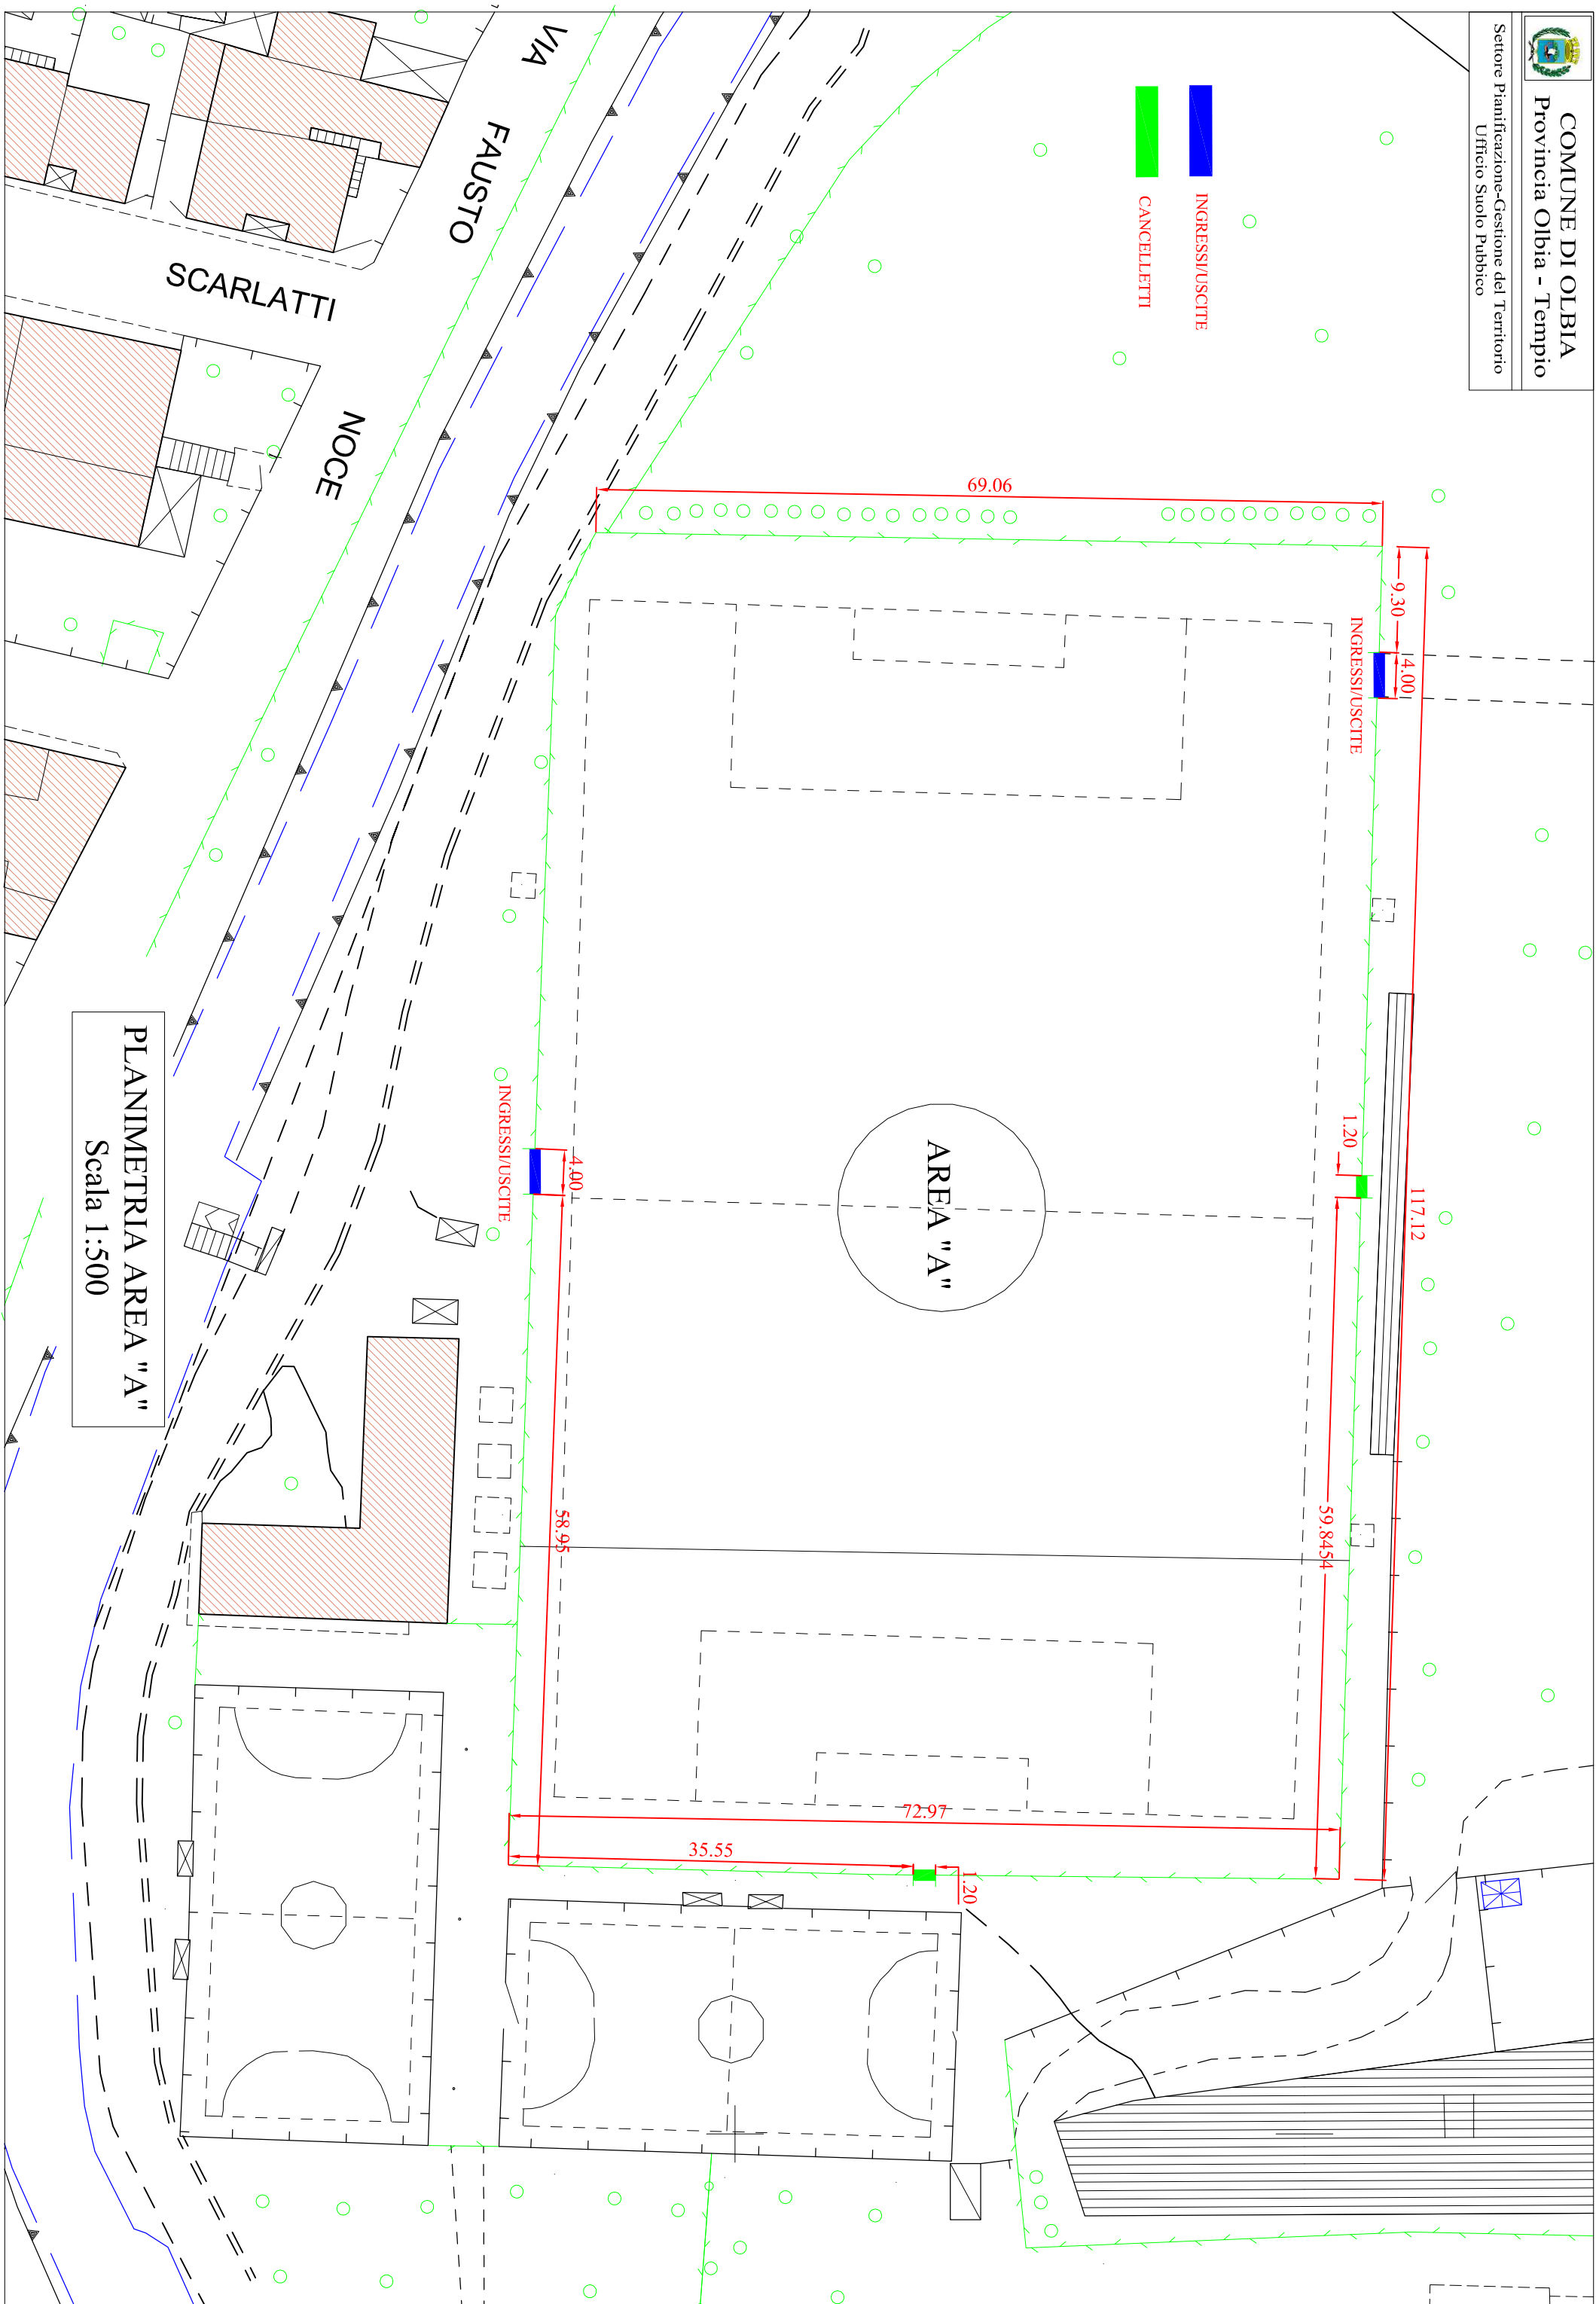 COMUNE DI OLBIA
Provincia Olbia - Tempio
Settore Pianificazione-Gestione del Territorio
Ufficio Suolo Pubbico
INGRESSI/USCITE
CANCELLETTI
VIA
FAUSTO
NOCE
SCARLATTI
69.06
9.30
4.00
INGRESSI/USCITE
117.12
1.20
59.8454
AREA "A"
INGRESSI/USCITE
4.00
58.95
72.97
35.55
1.20
PLANIMETRIA AREA "A"
Scala 1:500